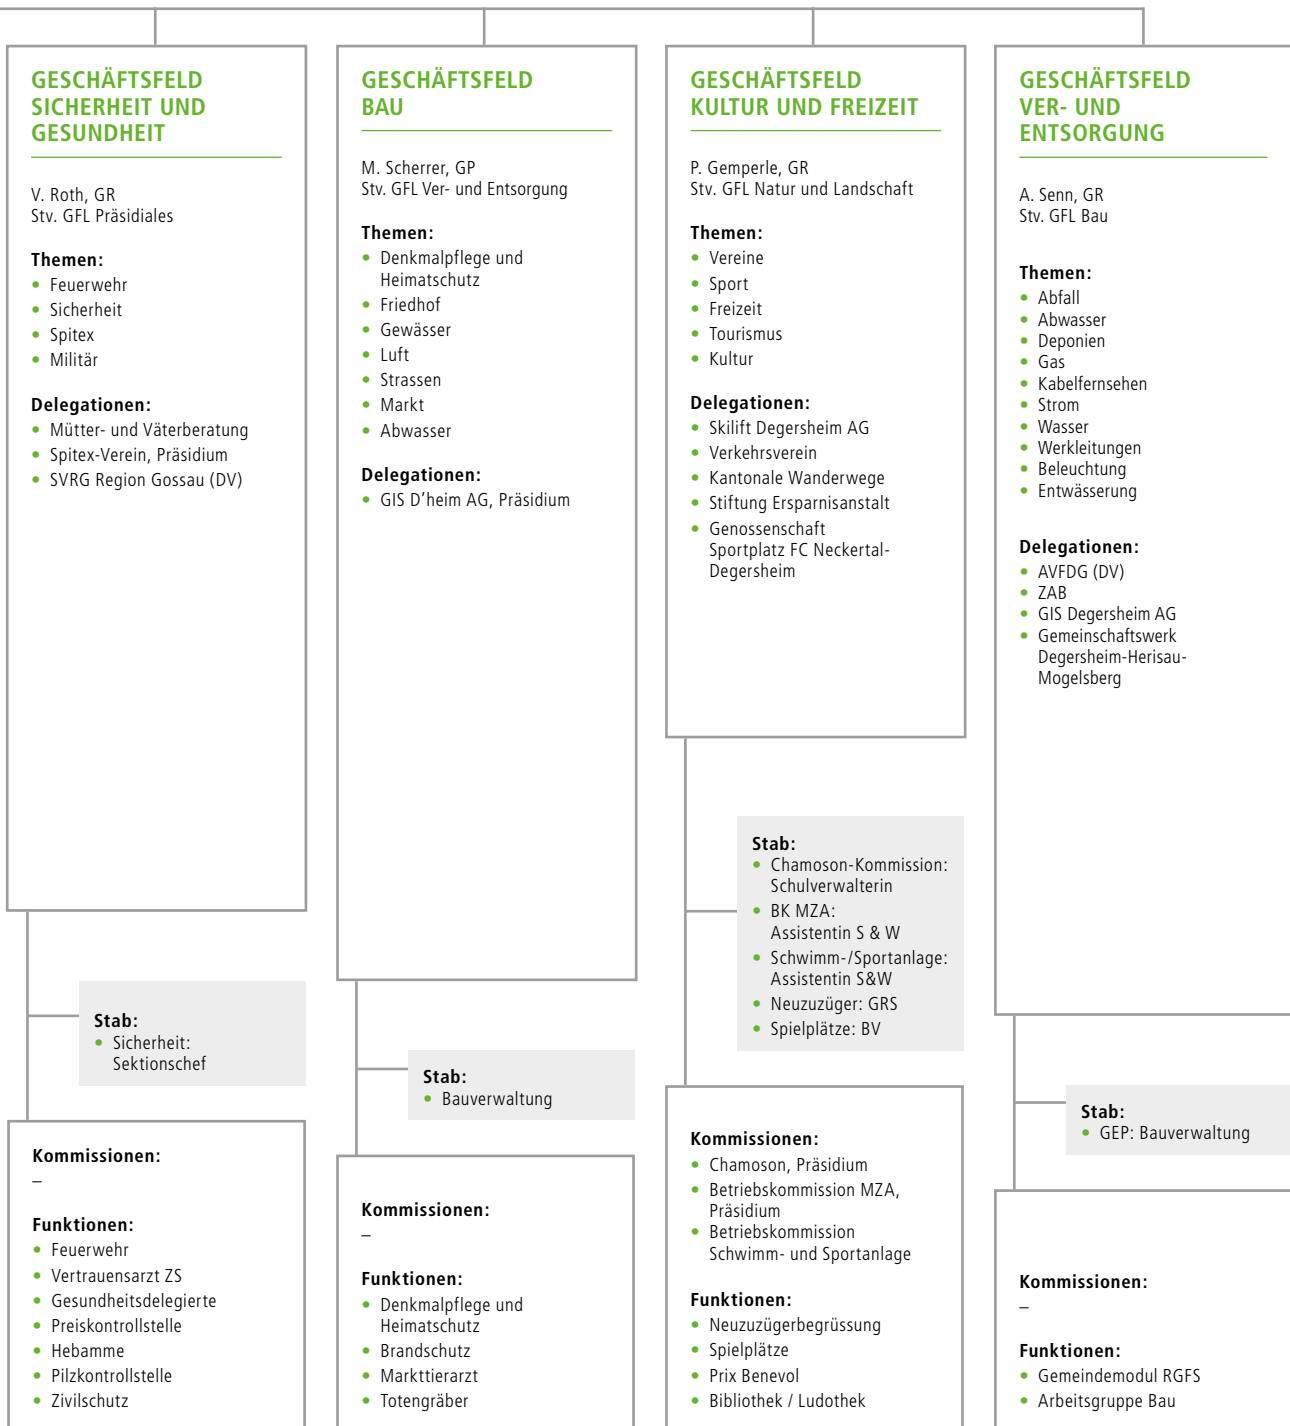 GESCHÄFTSFELD
SICHERHEIT UND
GESUNDHEIT
V. Roth, GR
Stv. GFL Präsidiales
Themen:
• Feuerwehr
• Sicherheit
• Spitex
• Militär
Delegationen:
• Mütter- und Väterberatung
• Spitex-Verein, Präsidium
• SVRG Region Gossau (DV)
Stab:
• Sicherheit:
Sektionschef
Kommissionen:
–
Funktionen:
• Feuerwehr
• Vertrauensarzt ZS
• Gesundheitsdelegierte
• Preiskontrollstelle
• Hebamme
• Pilzkontrollstelle
• Zivilschutz
GESCHÄFTSFELD
BAU
M. Scherrer, GP
Stv. GFL Ver- und Entsorgung
Themen:
• Denkmalpflege und
Heimatschutz
• Friedhof
• Gewässer
• Luft
• Strassen
• Markt
• Abwasser
Delegationen:
• GIS D’heim AG, Präsidium
Stab:
• Bauverwaltung
Kommissionen:
–
Funktionen:
• Denkmalpflege und
Heimatschutz
• Brandschutz
• Markttierarzt
• Totengräber
GESCHÄFTSFELD
KULTUR UND FREIZEIT
P. Gemperle, GR
Stv. GFL Natur und Landschaft
Themen:
• Vereine
• Sport
• Freizeit
• Tourismus
• Kultur
Delegationen:
• Skilift Degersheim AG
• Verkehrsverein
• Kantonale Wanderwege
• Stiftung Ersparnisanstalt
• Genossenschaft
Sportplatz FC Neckertal-
Degersheim
Stab:
• Chamoson-Kommission:
Schulverwalterin
• BK MZA:
Assistentin S & W
• Schwimm-/Sportanlage:
Assistentin S&W
• Neuzuzüger: GRS
• Spielplätze: BV
Kommissionen:
• Chamoson, Präsidium
• Betriebskommission MZA,
Präsidium
• Betriebskommission
Schwimm- und Sportanlage
Funktionen:
• Neuzuzügerbegrüssung
• Spielplätze
• Prix Benevol
• Bibliothek / Ludothek
GESCHÄFTSFELD
VER- UND
ENTSORGUNG
A. Senn, GR
Stv. GFL Bau
Themen:
• Abfall
• Abwasser
• Deponien
• Gas
• Kabelfernsehen
• Strom
• Wasser
• Werkleitungen
• Beleuchtung
• Entwässerung
Delegationen:
• AVFDG (DV)
• ZAB
• GIS Degersheim AG
• Gemeinschaftswerk
Degersheim-Herisau-
Mogelsberg
Stab:
• GEP: Bauverwaltung
Kommissionen:
–
Funktionen:
• Gemeindemodul RGFS
• Arbeitsgruppe Bau